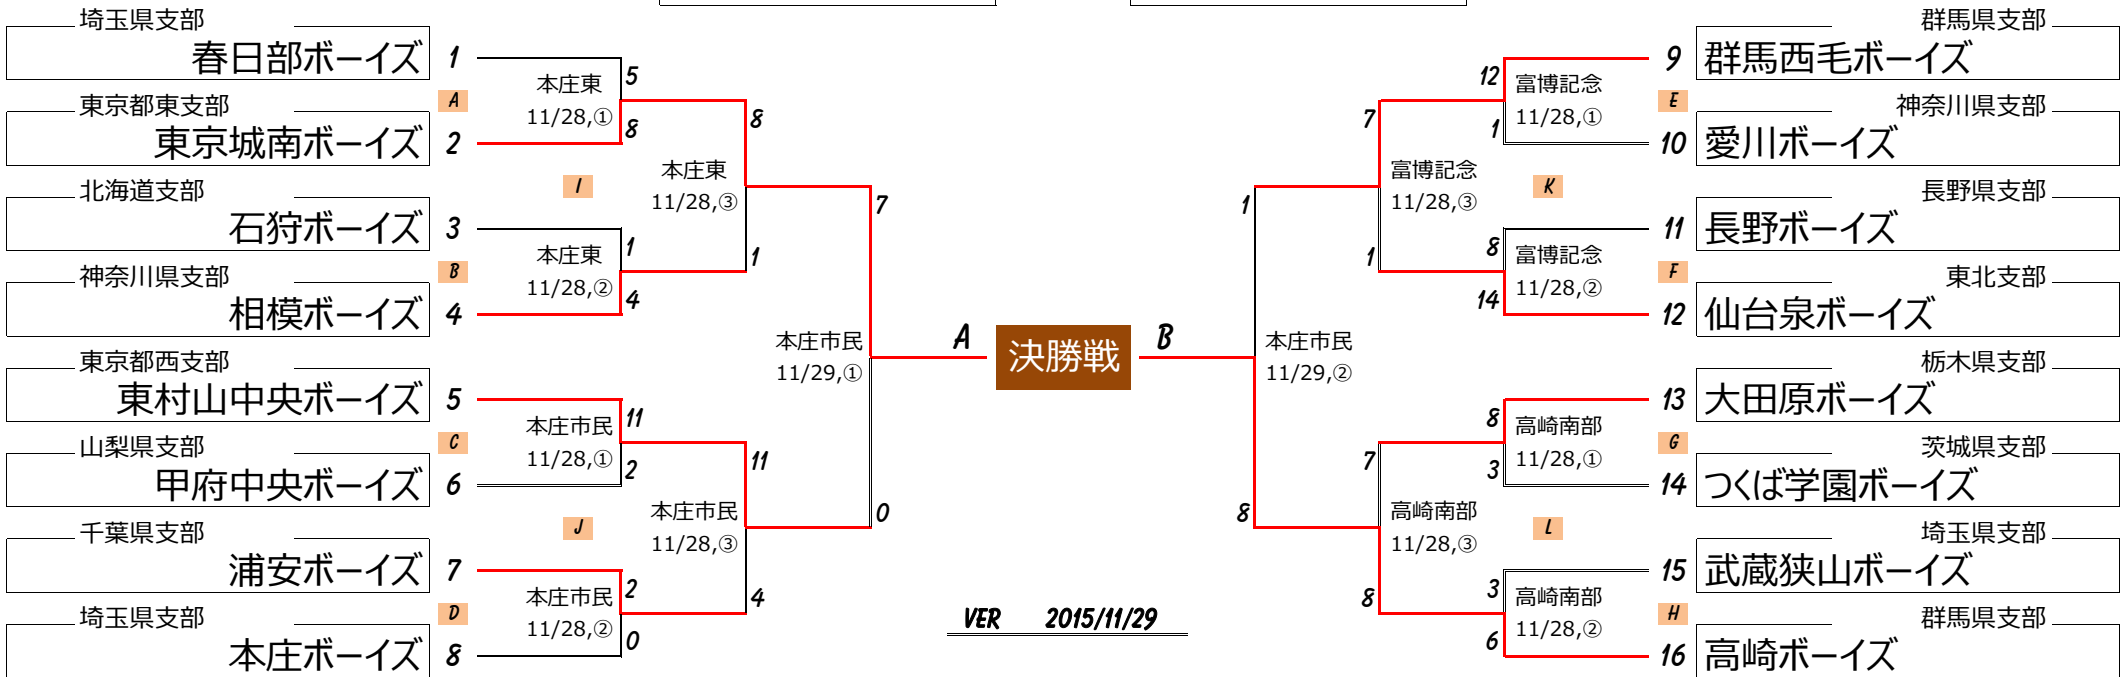 埼玉県支部
春日部ボーイズ 1
東京都東支部
東京城南ボーイズ 2
北海道支部
石狩ボーイズ 3
神奈川県支部
相模ボーイズ 4
東京都西支部
東村山中央ボーイズ 5
山梨県支部
甲府中央ボーイズ 6
千葉県支部
浦安ボーイズ 7
埼玉県支部
本庄ボーイズ 8
A
I
B
C
J
D
本庄東
11/28,①
5
8
本庄東
11/28,②
1
4
本庄市民
11/28,①
11
2
本庄市民
11/28,②
2
0
本庄東
11/28,③
8
1
本庄市民
11/28,③
11
4
本庄市民
11/29,①
7
0
A 決勝戦 B
VER 2015/11/29
本庄市民
11/29,②
1
8
富博記念
11/28,③
7
1
高崎南部
11/28,③
7
8
富博記念
11/28,①
12
1
富博記念
11/28,②
8
14
高崎南部
11/28,①
8
3
高崎南部
11/28,②
3
6
E
K
F
G
L
H
群馬県支部
9 群馬西毛ボーイズ
神奈川県支部
10 愛川ボーイズ
長野県支部
11 長野ボーイズ
東北支部
12 仙台泉ボーイズ
栃木県支部
13 大田原ボーイズ
茨城県支部
14 つくば学園ボーイズ
埼玉県支部
15 武蔵狭山ボーイズ
群馬県支部
16 高崎ボーイズ